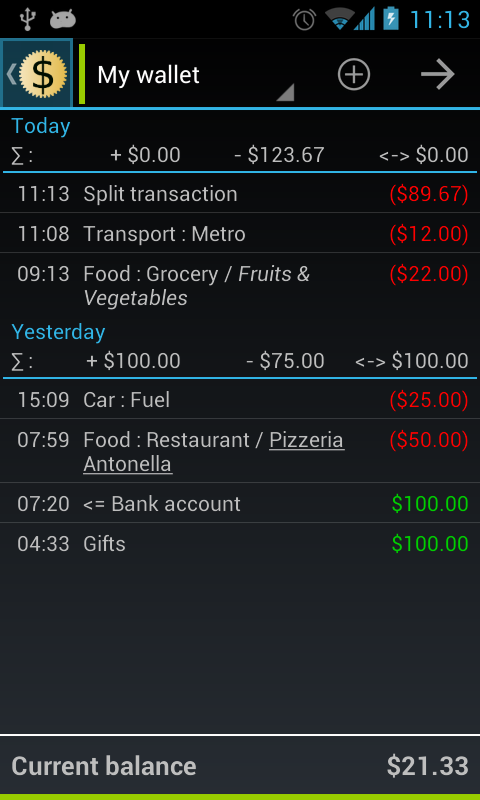 11:13
$ My wallet
Today
Σ : + $0.00 - $123.67 <-> $0.00
11:13 Split transaction ($89.67)
11:08 Transport : Metro ($12.00)
09:13 Food : Grocery / Fruits & ($22.00)
Vegetables
Yesterday
Σ : + $100.00 - $75.00 <-> $100.00
15:09 Car : Fuel ($25.00)
07:59 Food : Restaurant / Pizzeria ($50.00)
Antonella
07:20 <= Bank account $100.00
04:33 Gifts $100.00
Current balance $21.33